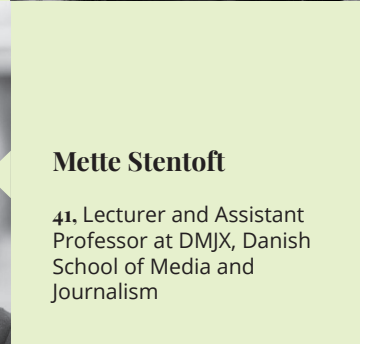 Mette Stentoft
41, Lecturer and Assistant
Professor at DMJX, Danish
School of Media and
Journalism